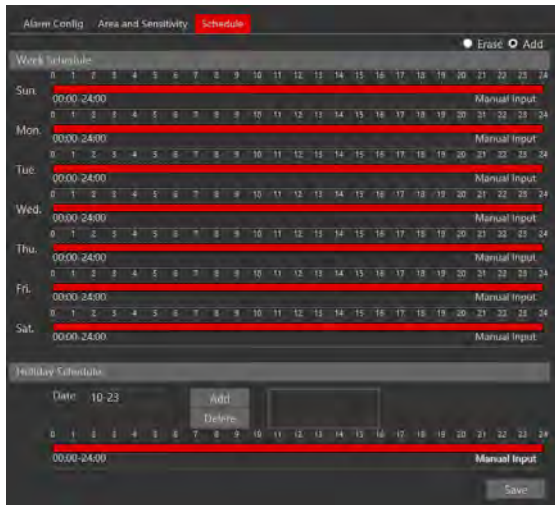 Alarm Config Area and Sensitivity Schedule
Erase Add
Week Schedule
0 1 2 3 4 5 6 7 8 9 10 11 12 13 14 15 16 17 18 19 20 21 22 23 24
Sun.
00:00-24:00 Manual Input
0 1 2 3 4 5 6 7 8 9 10 11 12 13 14 15 16 17 18 19 20 21 22 23 24
Mon.
00:00-24:00 Manual Input
0 1 2 3 4 5 6 7 8 9 10 11 12 13 14 15 16 17 18 19 20 21 22 23 24
Tue.
00:00-24:00 Manual Input
0 1 2 3 4 5 6 7 8 9 10 11 12 13 14 15 16 17 18 19 20 21 22 23 24
Wed.
00:00-24:00 Manual Input
0 1 2 3 4 5 6 7 8 9 10 11 12 13 14 15 16 17 18 19 20 21 22 23 24
Thu.
00:00-24:00 Manual Input
0 1 2 3 4 5 6 7 8 9 10 11 12 13 14 15 16 17 18 19 20 21 22 23 24
Fri.
00:00-24:00 Manual Input
0 1 2 3 4 5 6 7 8 9 10 11 12 13 14 15 16 17 18 19 20 21 22 23 24
Sat.
00:00-24:00 Manual Input
Holiday Schedule
Date 10-23 Add
Delete
0 1 2 3 4 5 6 7 8 9 10 11 12 13 14 15 16 17 18 19 20 21 22 23 24
00:00-24:00 Manual Input
Save